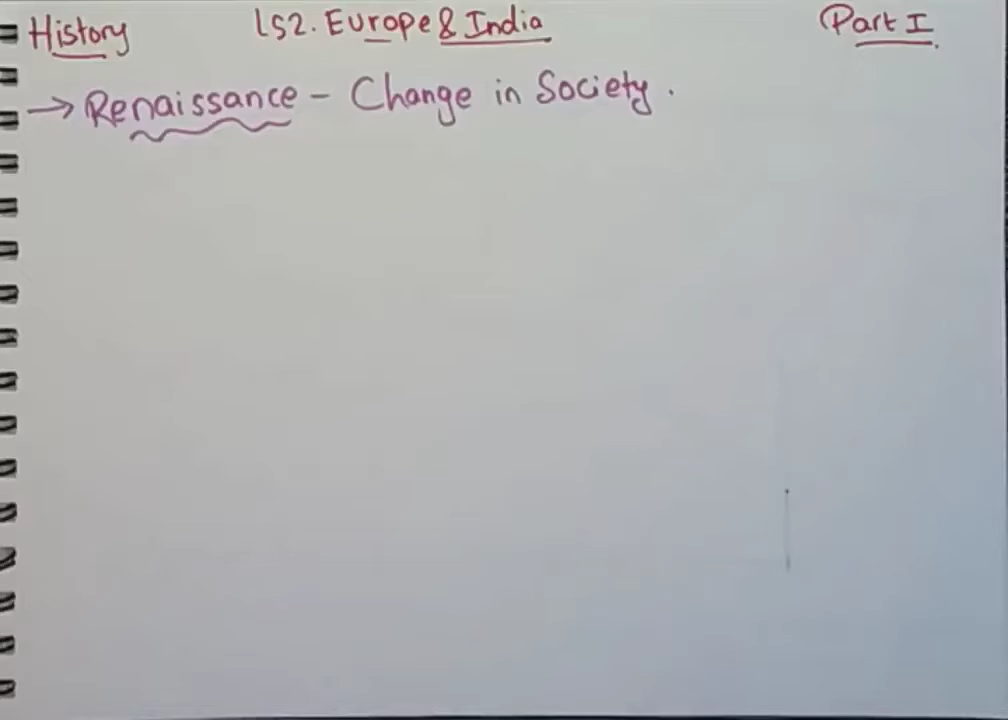 History ls2. Europe & India Part I
→ Renaissance - Change in Society.